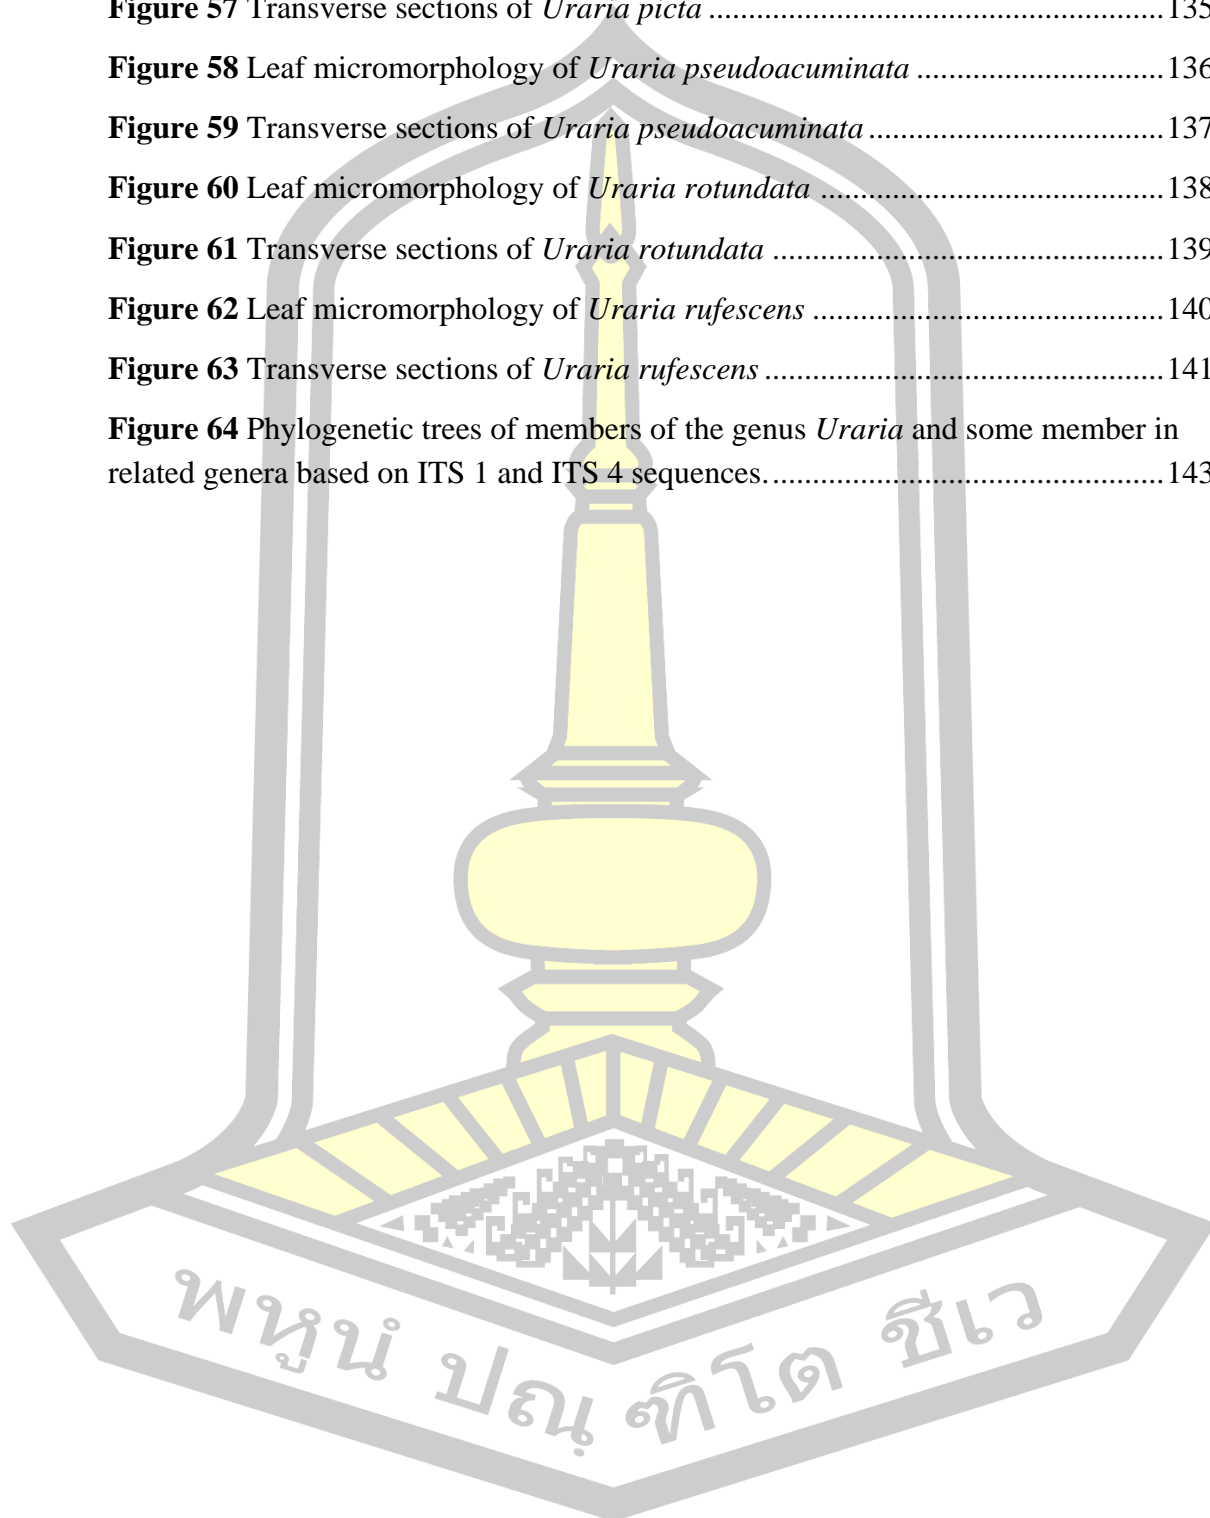 Figure 57 Transverse sections of Uraria picta ........................................................135
Figure 58 Leaf micromorphology of Uraria pseudoacuminata ..............................136
Figure 59 Transverse sections of Uraria pseudoacuminata ....................................137
Figure 60 Leaf micromorphology of Uraria rotundata ..........................................138
Figure 61 Transverse sections of Uraria rotundata ................................................139
Figure 62 Leaf micromorphology of Uraria rufescens ...........................................140
Figure 63 Transverse sections of Uraria rufescens .................................................141
Figure 64 Phylogenetic trees of members of the genus Uraria and some member in
related genera based on ITS 1 and ITS 4 sequences. ................................................143
พหูนํ ปณฺฑิโต ชีเว